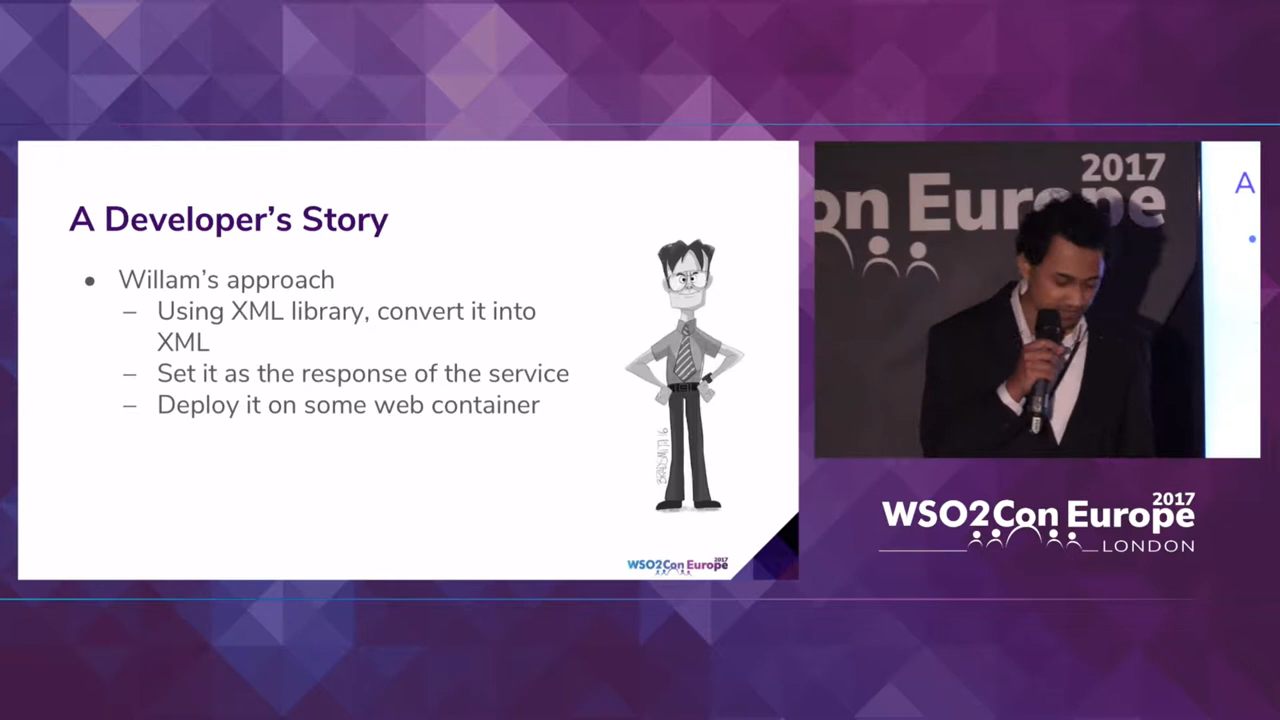 A Developer's Story
● Willam's approach
– Using XML library, convert it into
XML
– Set it as the response of the service
– Deploy it on some web container
WSO2Con Europe
2017
2017
on Europe
A
2017
WSO2Con Europe
LONDON